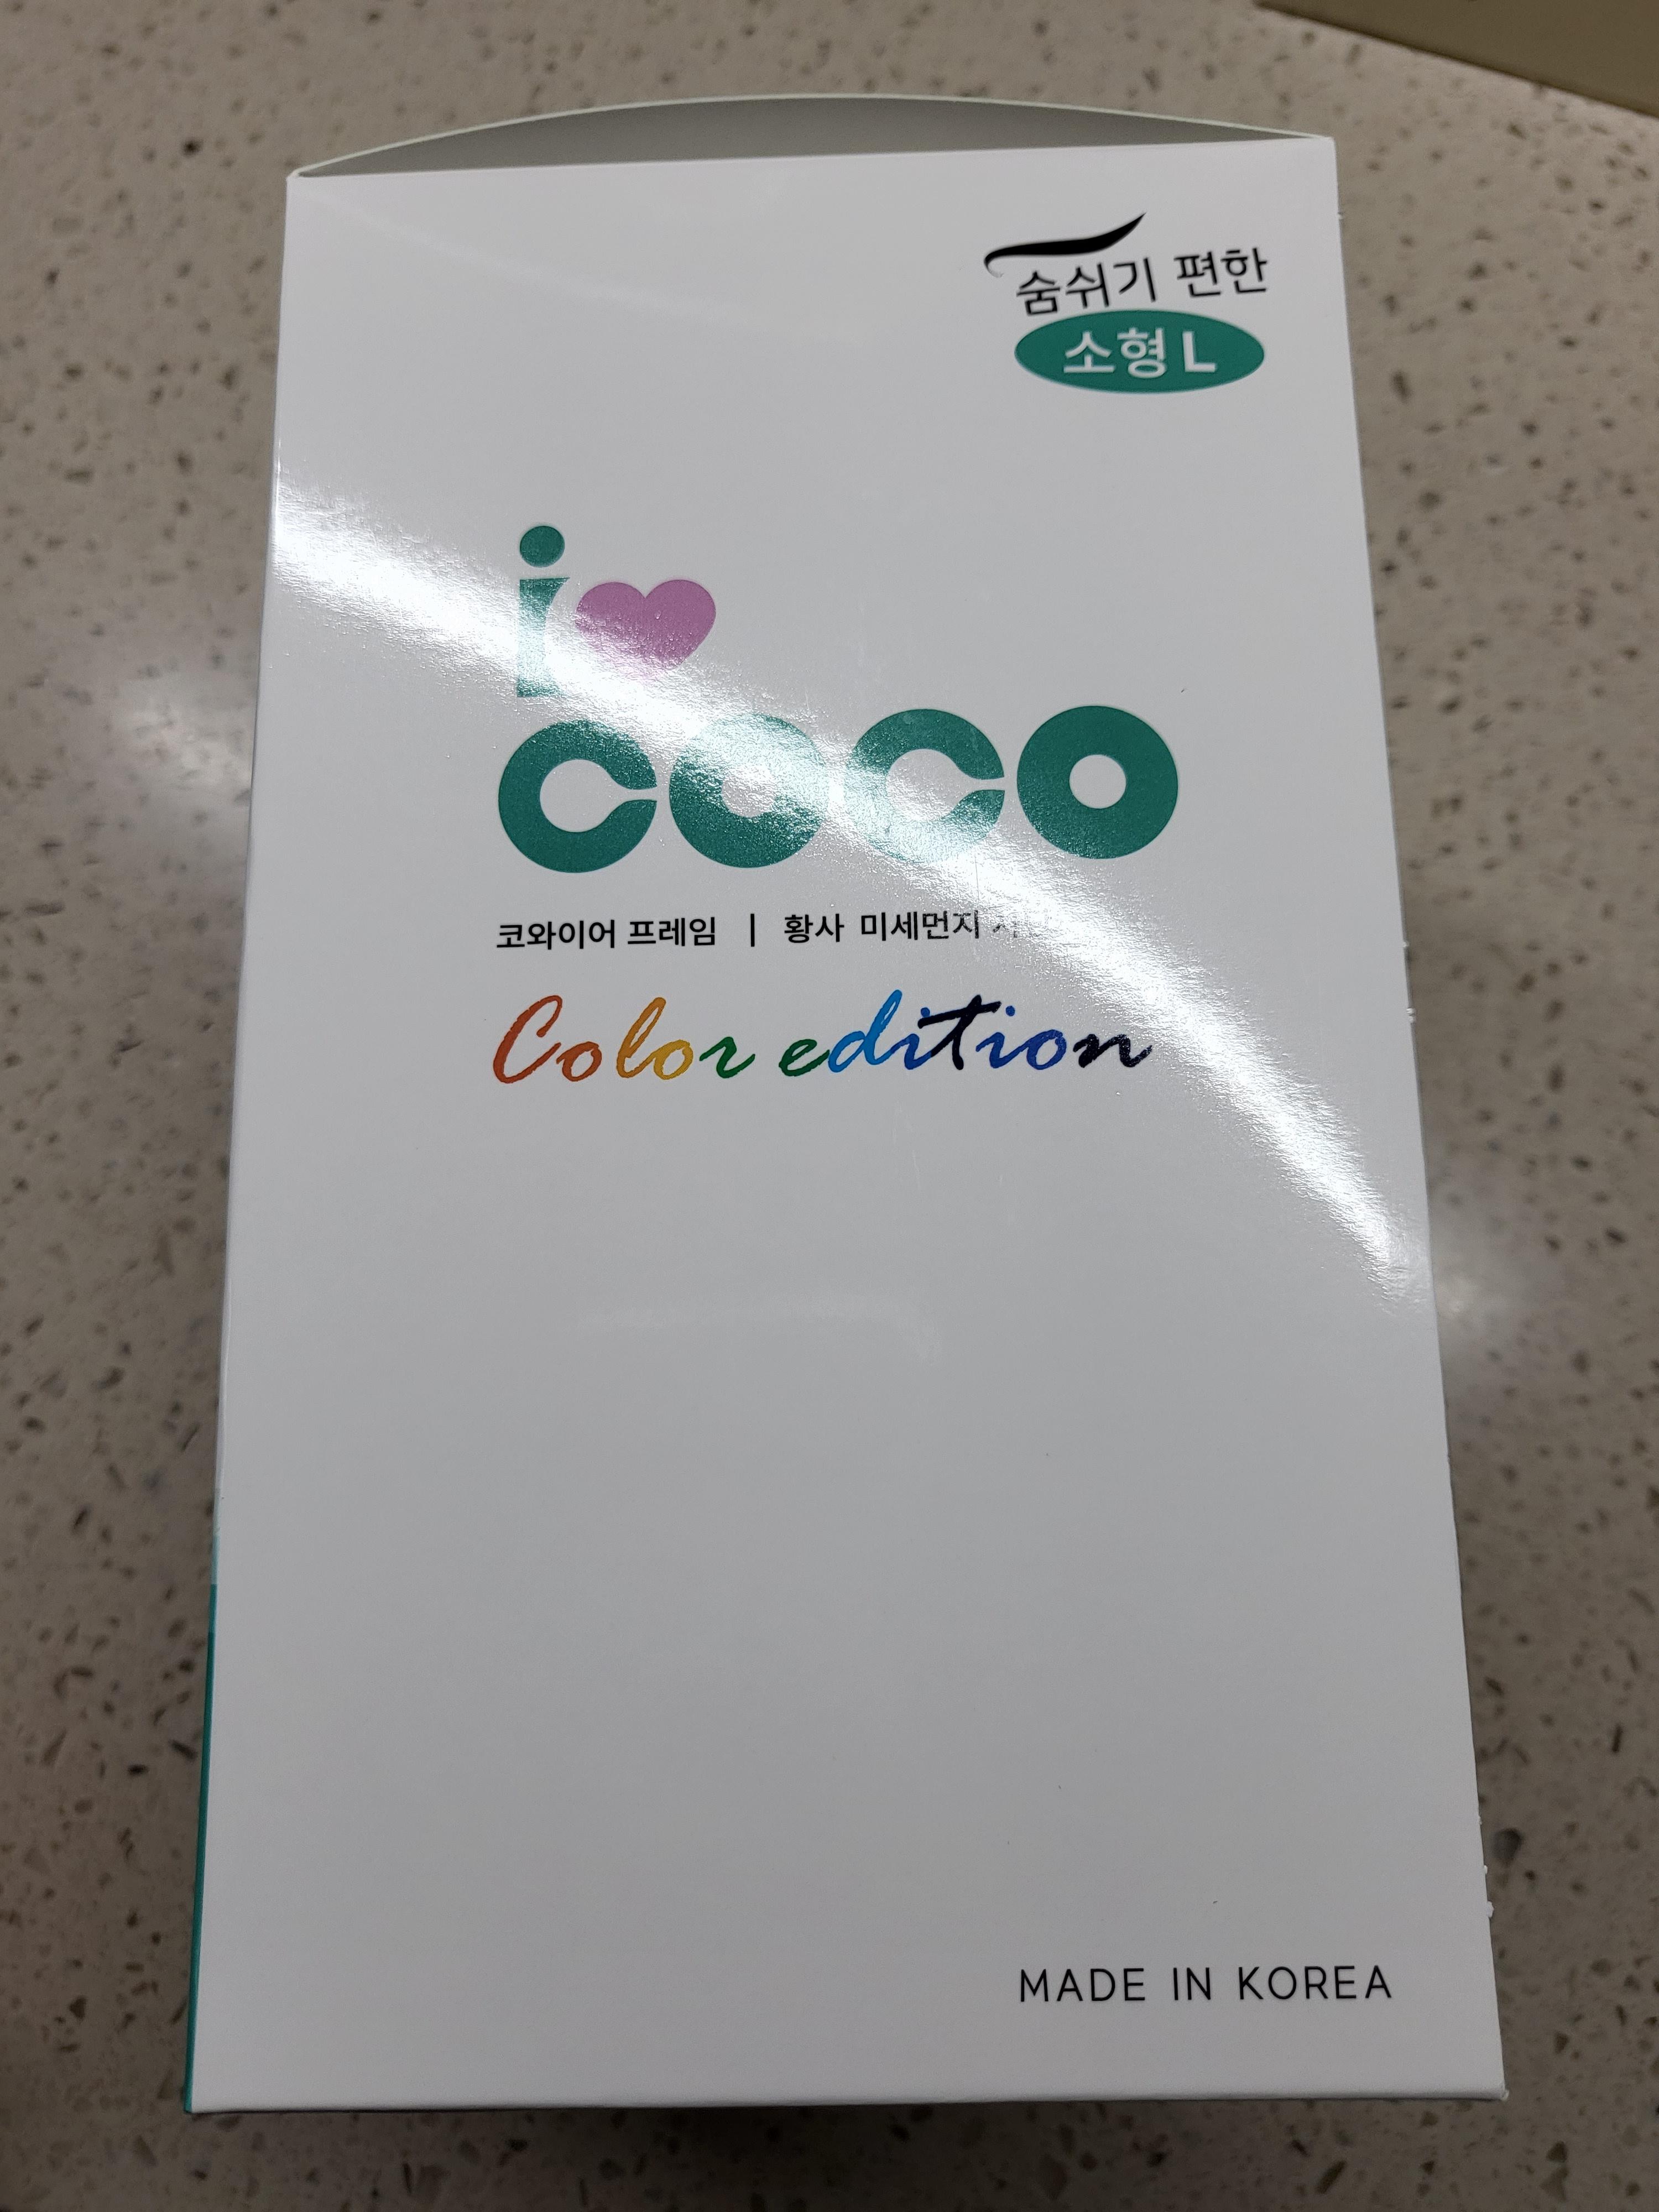 숨쉬기 편한
소형 L
i
coco
코와이어 프레임 | 황사 미세먼지
Color edition
MADE IN KOREA